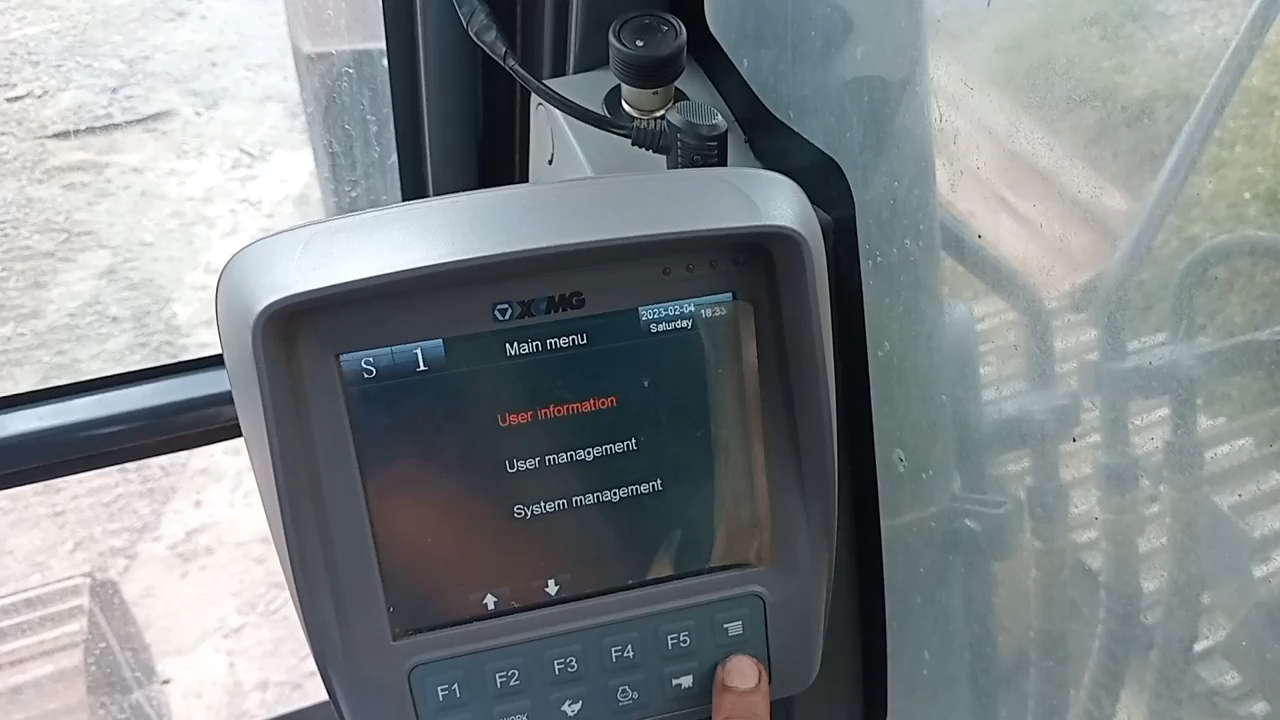 XCMG
2023-02-04 18:33
Saturday
S 1
Main menu
User information
User management
System management
F1 F2 F3 F4 F5
WORK